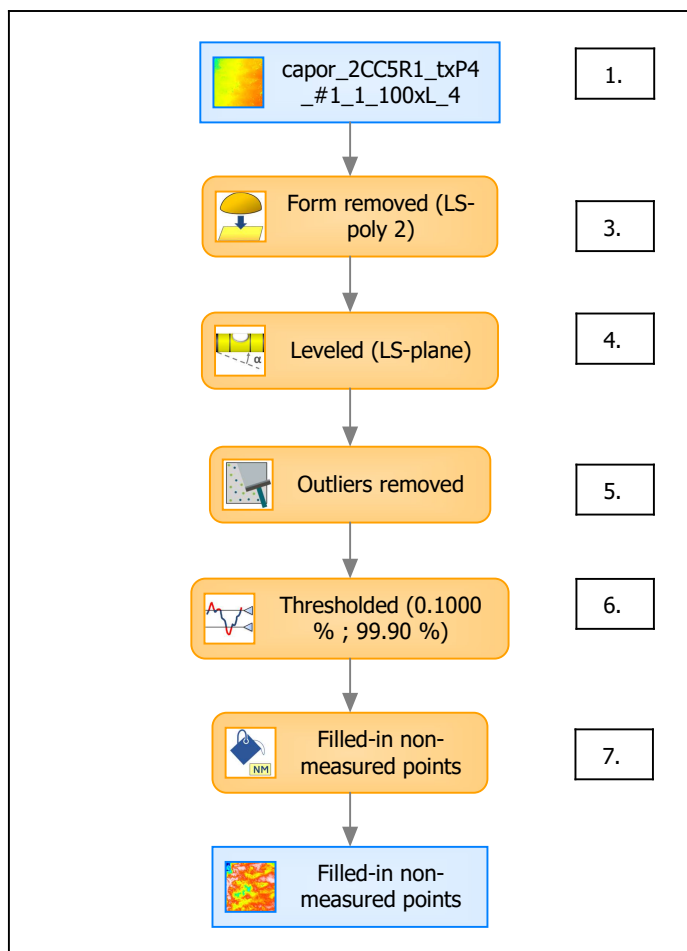 capor_2CC5R1_txP4
_#1_1_100xL_4
1.
Form removed (LS-
poly 2)
3.
α
Leveled (LS-plane)
4.
Outliers removed
5.
Thresholded (0.1000
% ; 99.90 %)
6.
NM
Filled-in non-
measured points
7.
Filled-in non-
measured points